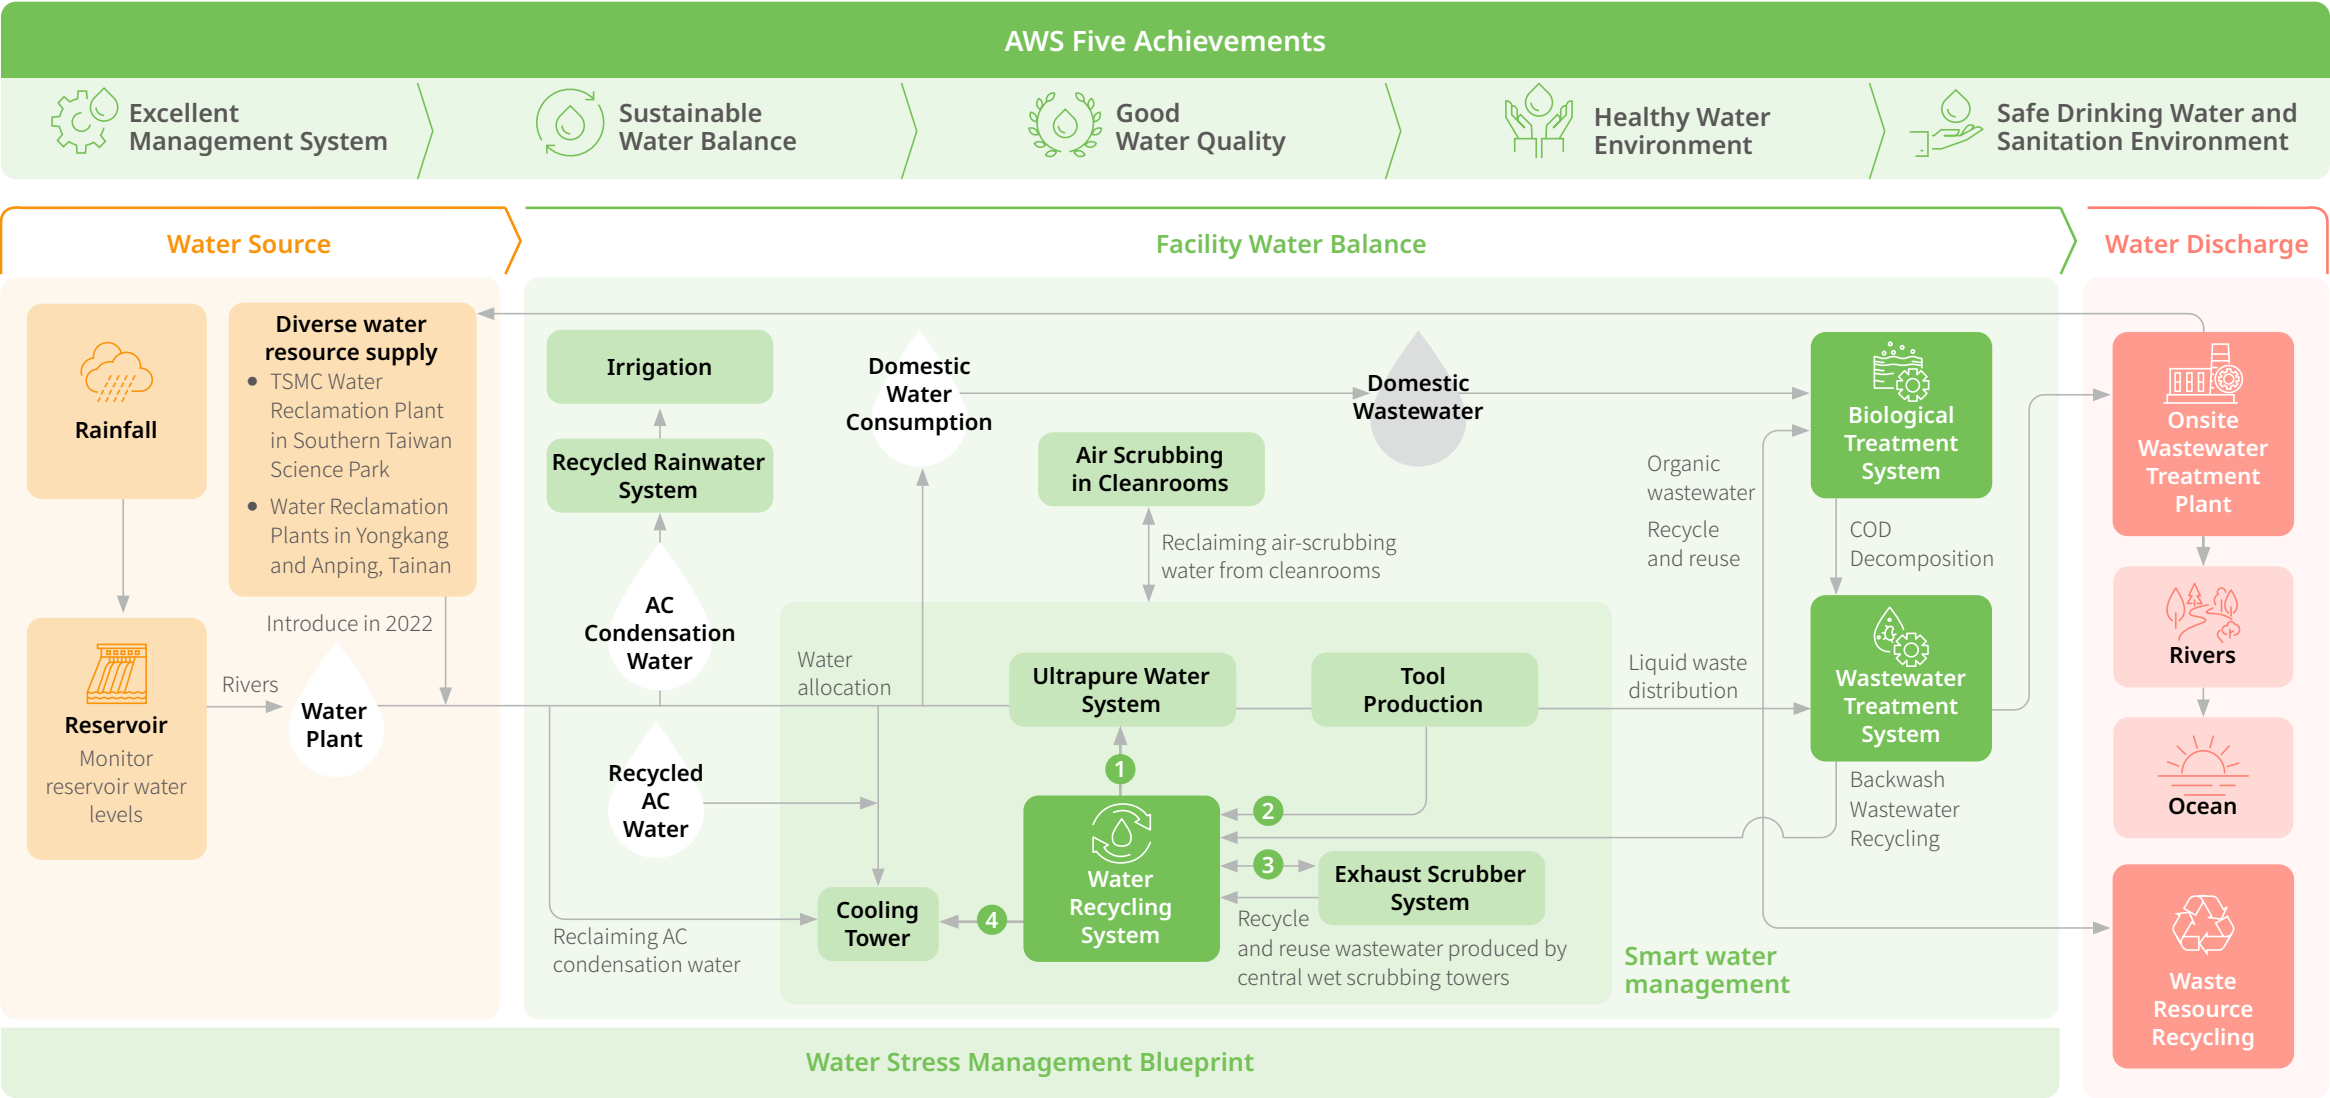 AWS Five Achievements
Excellent
Management System
Sustainable
Water Balance
Good
Water Quality
Healthy Water
Environment
Safe Drinking Water and
Sanitation Environment
Water Source
Facility Water Balance
Water Discharge
Rainfall
Diverse water
resource supply
• TSMC Water
Reclamation Plant
in Southern Taiwan
Science Park
• Water Reclamation
Plants in Yongkang
and Anping, Tainan
Introduce in 2022
Reservoir
Monitor
reservoir water
levels
Rivers
Water
Plant
Irrigation
Recycled Rainwater
System
AC
Condensation
Water
Recycled
AC
Water
Reclaiming AC
condensation water
Domestic
Water
Consumption
Domestic
Wastewater
Air Scrubbing
in Cleanrooms
Reclaiming air-scrubbing
water from cleanrooms
Water
allocation
Ultrapure Water
System
Tool
Production
1
2
3
4
Water
Recycling
System
Cooling
Tower
Exhaust Scrubber
System
Recycle
and reuse wastewater produced by
central wet scrubbing towers
Liquid waste
distribution
Organic
wastewater
Recycle
and reuse
Biological
Treatment
System
COD
Decomposition
Wastewater
Treatment
System
Backwash
Wastewater
Recycling
Smart water
management
Onsite
Wastewater
Treatment
Plant
Rivers
Ocean
Waste
Resource
Recycling
Water Stress Management Blueprint